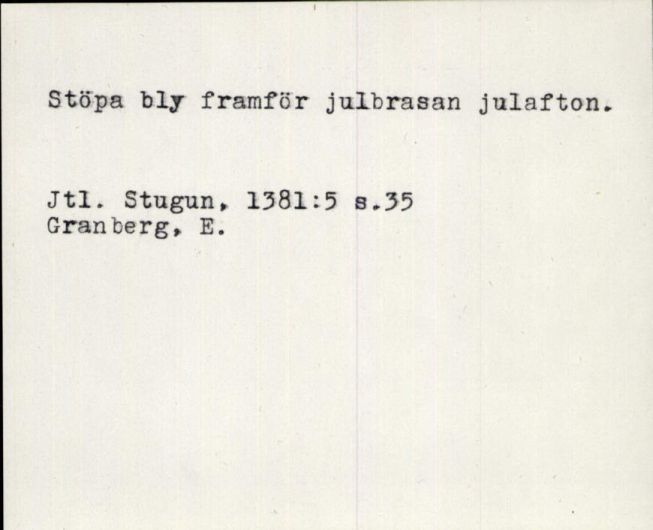 Stöpa bly framför julbrasan julafton.
Jtl. Stugun, 1381:5 s.35
Granberg, E.